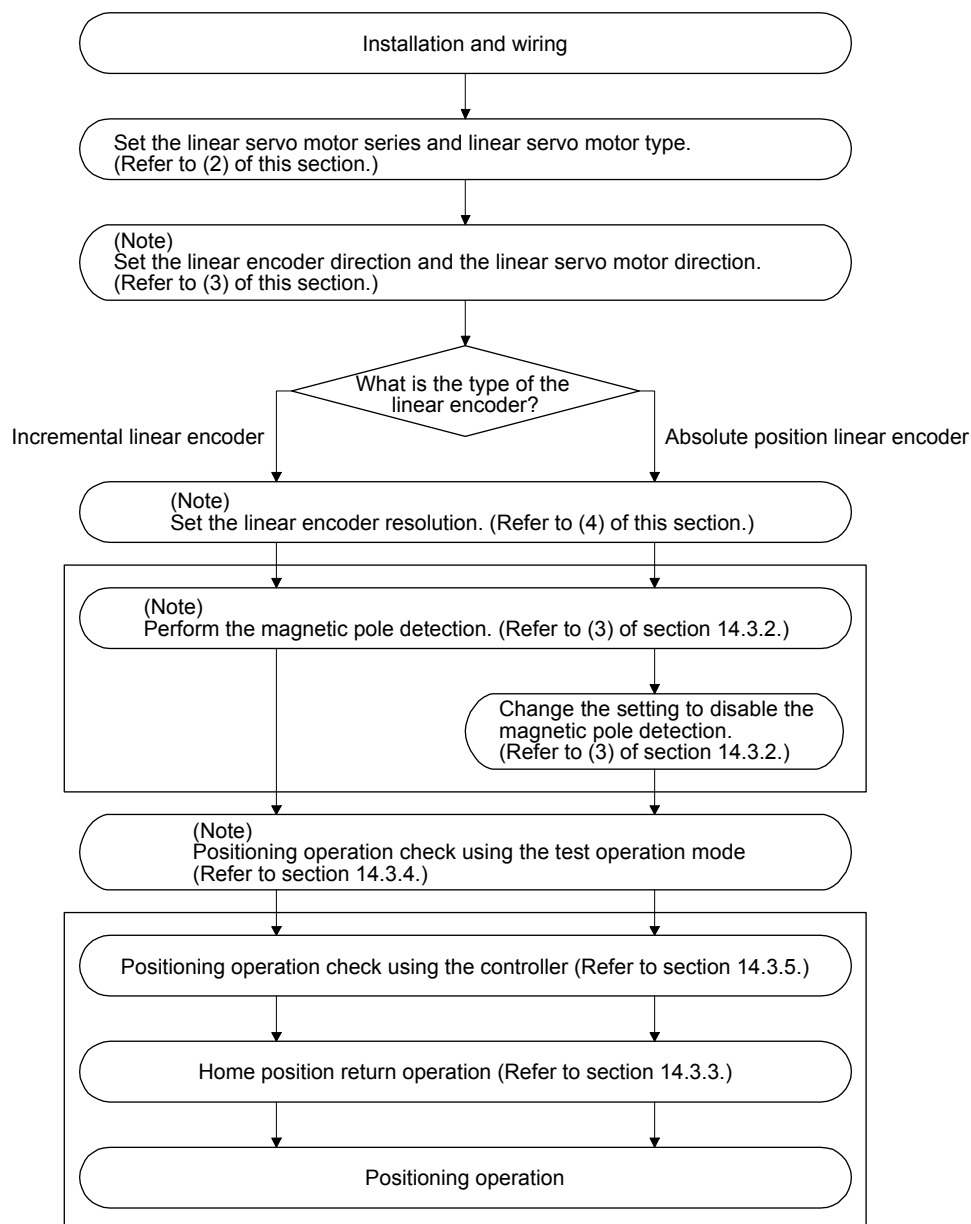 Installation and wiring
Set the linear servo motor series and linear servo motor type.
(Refer to (2) of this section.)
(Note)
Set the linear encoder direction and the linear servo motor direction.
(Refer to (3) of this section.)
What is the type of the
linear encoder?
Incremental linear encoder
Absolute position linear encoder
(Note)
Set the linear encoder resolution. (Refer to (4) of this section.)
(Note)
Perform the magnetic pole detection. (Refer to (3) of section 14.3.2.)
Change the setting to disable the
magnetic pole detection.
(Refer to (3) of section 14.3.2.)
(Note)
Positioning operation check using the test operation mode
(Refer to section 14.3.4.)
Positioning operation check using the controller (Refer to section 14.3.5.)
Home position return operation (Refer to section 14.3.3.)
Positioning operation